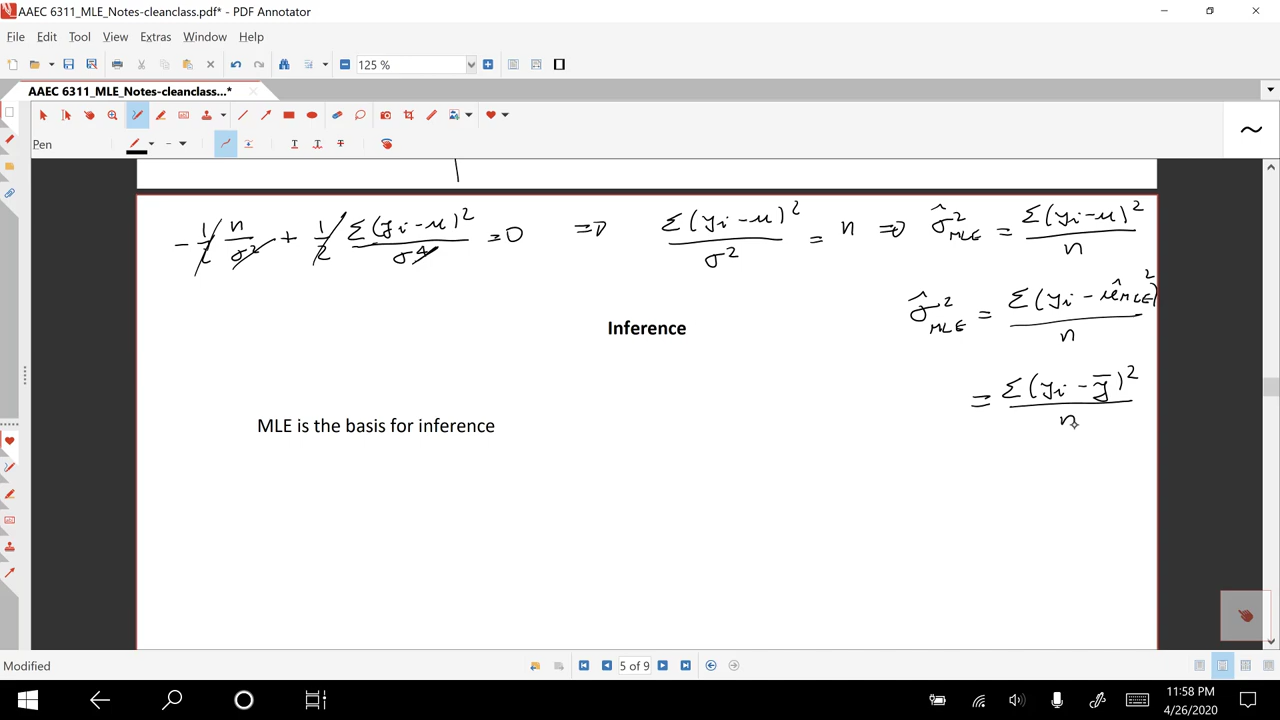 AAEC 6311_MLE_Notes-cleanclass.pdf* - PDF Annotator
File Edit Tool View Extras Window Help
125 %
AAEC 6311_MLE_Notes-cleanclass...*
Pen
-1/2 n/σ² + 1/2 Σ(yi-μ)²/σ⁴ = 0 ⇒ Σ(yi-μ)²/σ² = n ⇒ σ̂²MLE = Σ(yi-μ)²/n
σ̂²MLE = Σ(yi-μ̂MLE)²/n
Inference
= Σ(yi-ȳ)²/n
MLE is the basis for inference
Modified
5 of 9
11:58 PM
4/26/2020